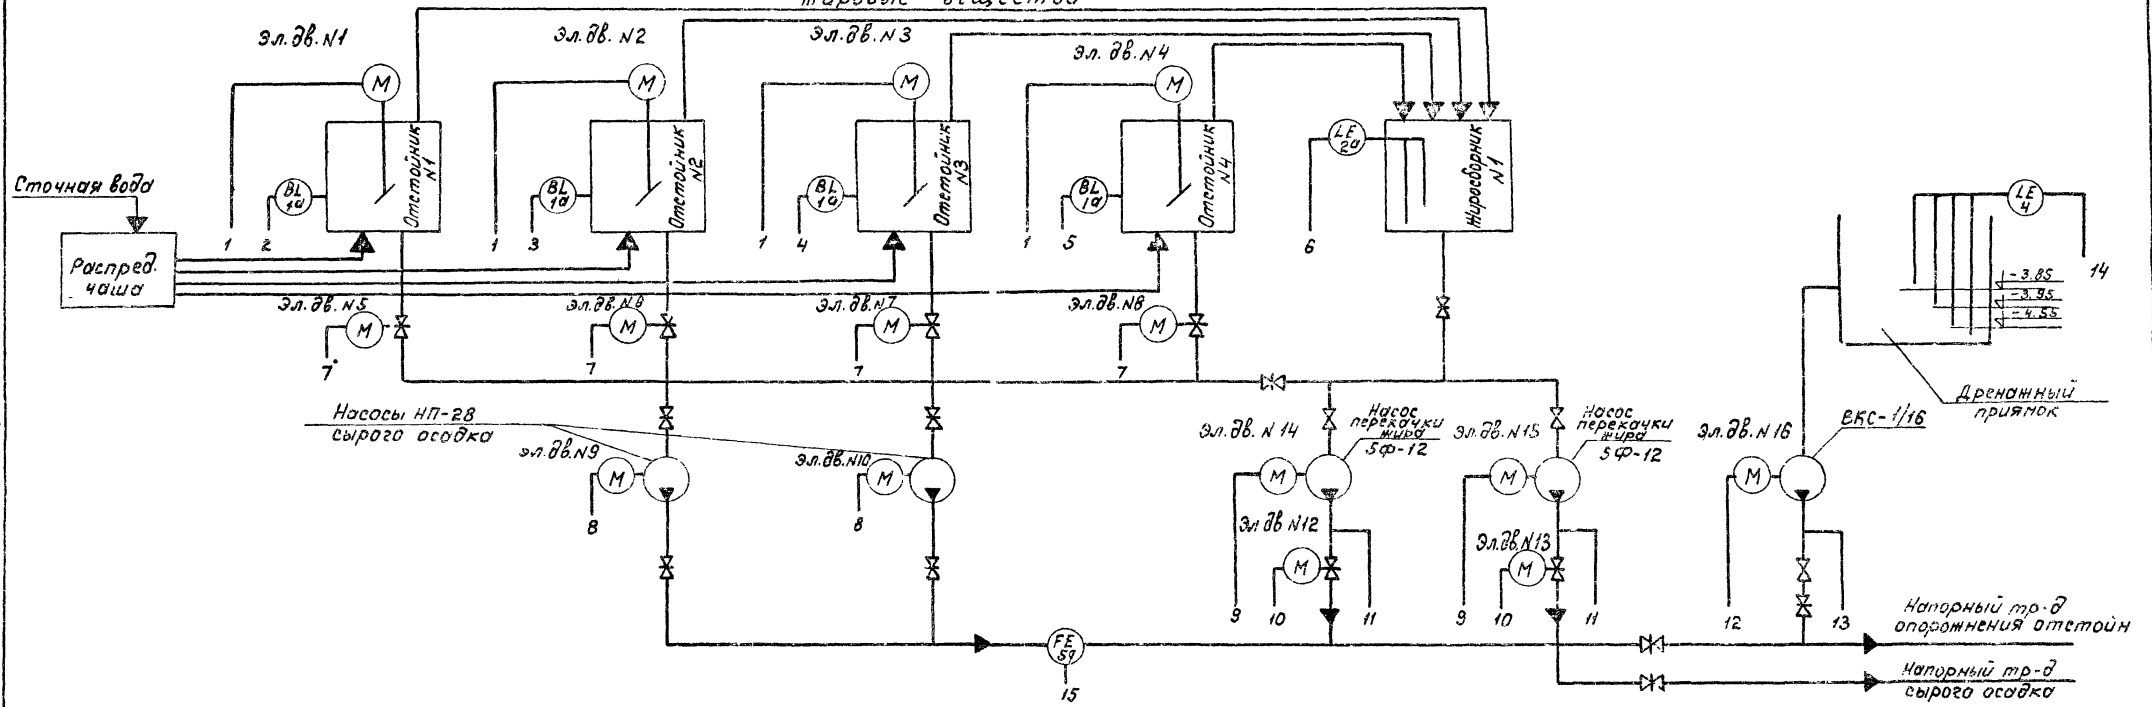 жировые вещества
Эл.дв. N1
Эл.дв. N2
Эл.дв. N3
Эл. дв. N4
М
М
М
М
Отстойник N1
Отстойник N2
Отстойник N3
Отстойник N4
Жиросборник N1
LE
2а
LE
4
Сточная вода
BL
1а
BL
1а
BL
1а
BL
1а
1
2
1
3
1
4
1
5
6
14
Распред.
чаша
-3.85
-3.95
-4.55
Эл.дв. N5
Эл.дв. N6
Эл.дв. N7
Эл.дв. N8
М
М
М
М
7
7
7
7
Дренажный
приямок
Насосы НП-28
сырого осадка
Насос
перекачки
жира
5Ф-12
Насос
перекачки
жира
5Ф-12
ВКС-1/16
Эл.дв. N9
Эл.дв. N10
Эл.дв. N14
Эл.дв. N15
Эл.дв. N16
М
М
М
М
М
8
8
Эл дв N12
Эл.дв. N13
М
М
9
10
11
9
10
11
12
13
Напорный тр-д
опорожнения отстойн
FE
5а
15
Напорный тр-д
сырого осадка